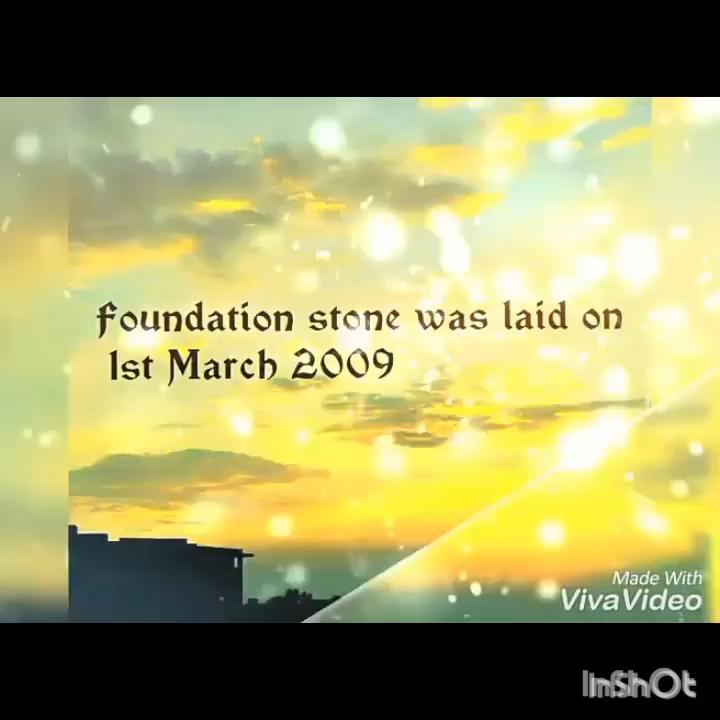 Foundation stone was laid on
1st March 2009
Made With
VivaVideo
InShOt